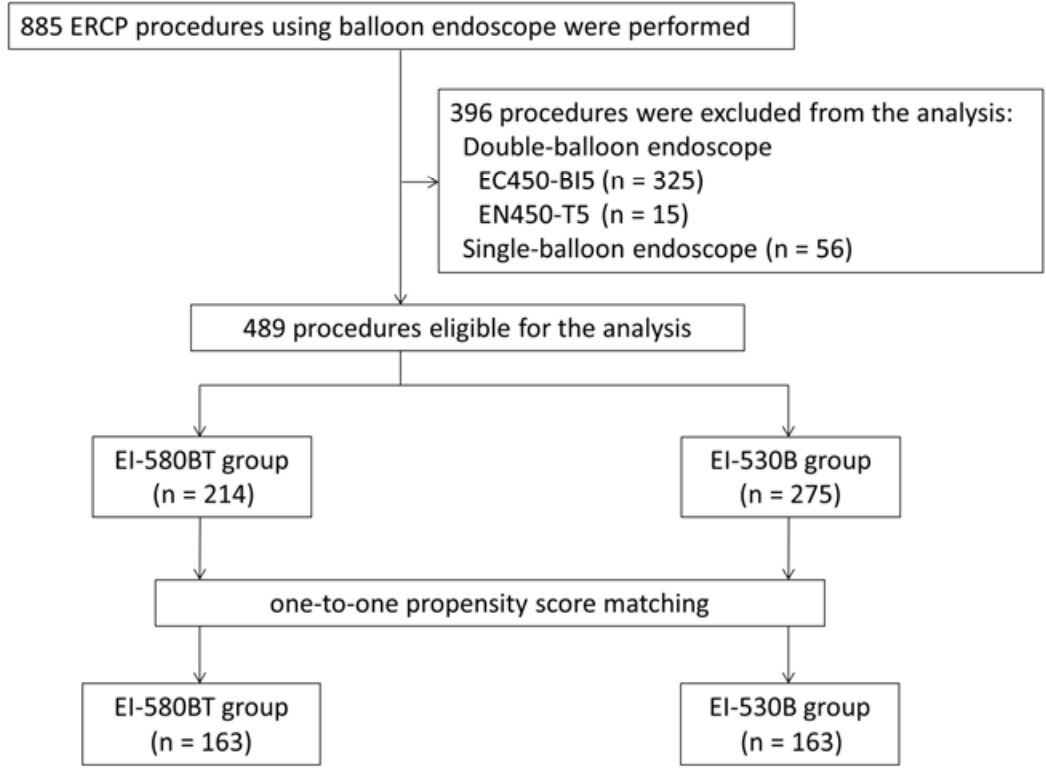 885 ERCP procedures using balloon endoscope were performed
396 procedures were excluded from the analysis:
Double-balloon endoscope
EC450-BI5 (n = 325)
EN450-T5 (n = 15)
Single-balloon endoscope (n = 56)
489 procedures eligible for the analysis
EI-580BT group
(n = 214)
EI-530B group
(n = 275)
one-to-one propensity score matching
EI-580BT group
(n = 163)
EI-530B group
(n = 163)